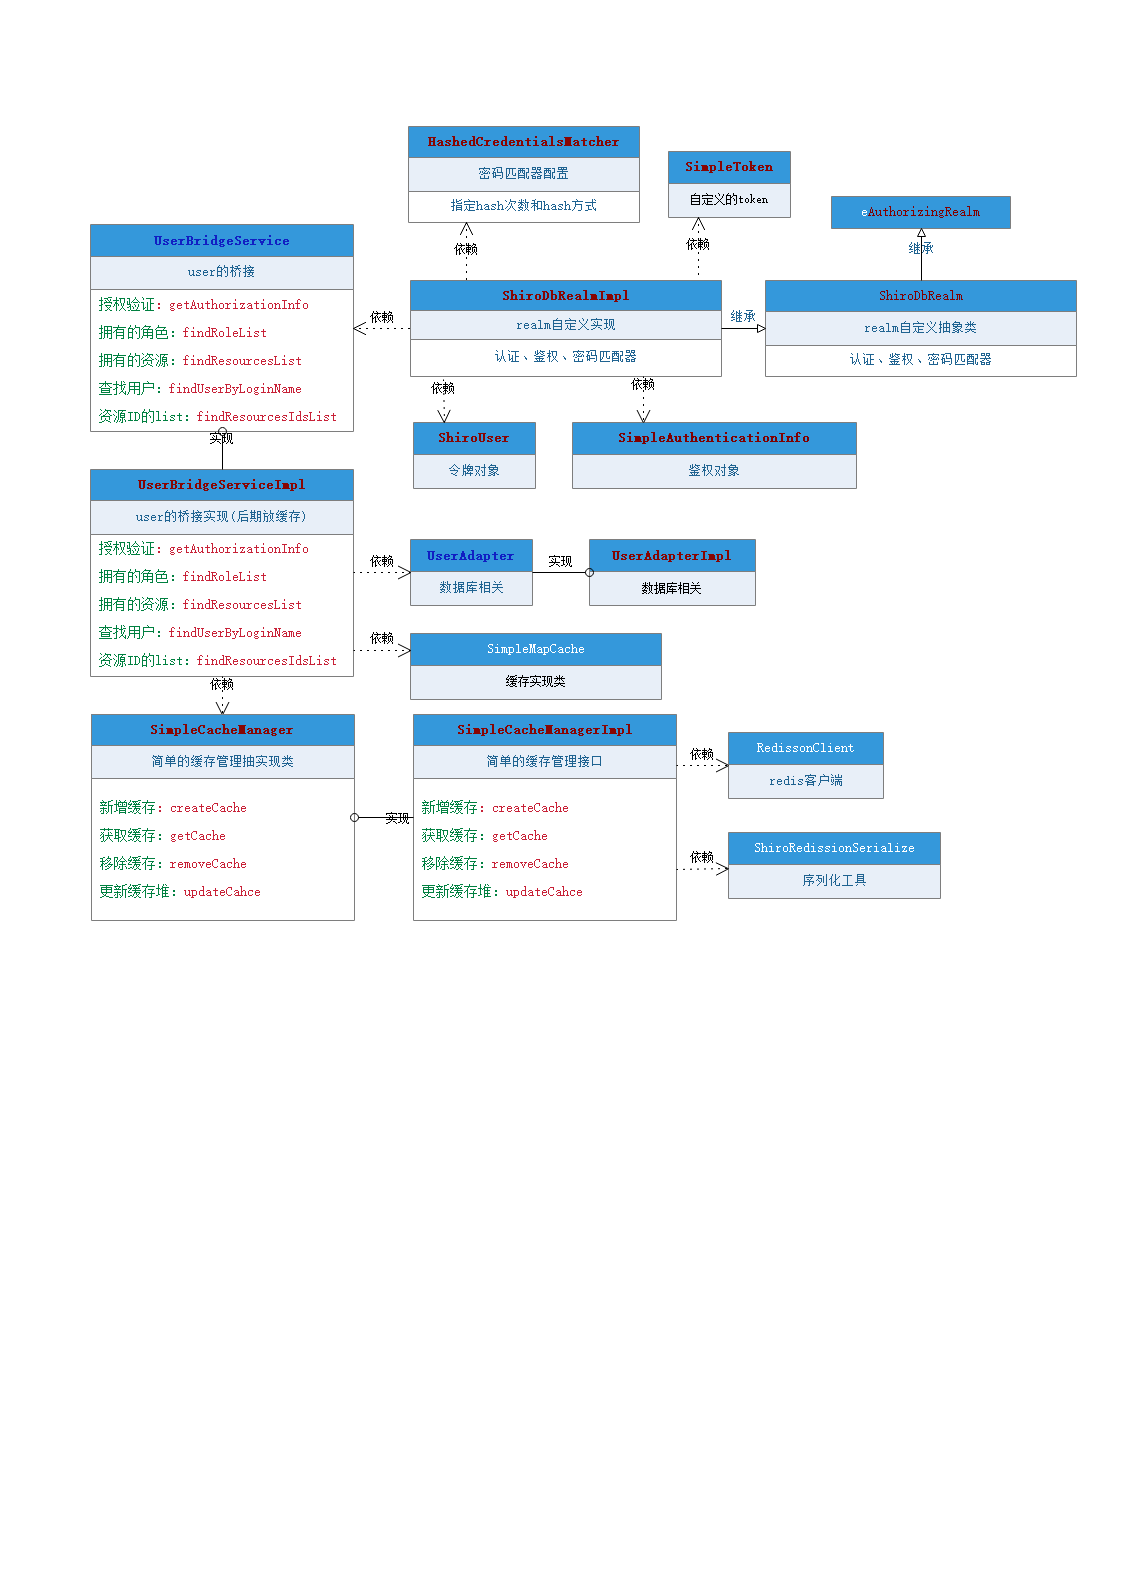 HashedCredentialsMatcher
密码匹配器配置
指定hash次数和hash方式
SimpleToken
自定义的token
eAuthorizingRealm
继承
依赖
依赖
UserBridgeService
user的桥接
授权验证：getAuthorizationInfo
拥有的角色：findRoleList
拥有的资源：findResourcesList
查找用户：findUserByLoginName
资源ID的list：findResourcesIdsList
依赖
ShiroDbRealmImpl
realm自定义实现
认证、鉴权、密码匹配器
继承
ShiroDbRealm
realm自定义抽象类
认证、鉴权、密码匹配器
依赖
依赖
ShiroUser
令牌对象
SimpleAuthenticationInfo
鉴权对象
实现
UserBridgeServiceImpl
user的桥接实现(后期放缓存)
授权验证：getAuthorizationInfo
拥有的角色：findRoleList
拥有的资源：findResourcesList
查找用户：findUserByLoginName
资源ID的list：findResourcesIdsList
依赖
UserAdapter
数据库相关
实现
UserAdapterImpl
数据库相关
依赖
SimpleMapCache
缓存实现类
依赖
SimpleCacheManager
简单的缓存管理抽实现类
新增缓存：createCache
获取缓存：getCache
移除缓存：removeCache
更新缓存堆：updateCahce
实现
SimpleCacheManagerImpl
简单的缓存管理接口
新增缓存：createCache
获取缓存：getCache
移除缓存：removeCache
更新缓存堆：updateCahce
依赖
RedissonClient
redis客户端
依赖
ShiroRedissionSerialize
序列化工具